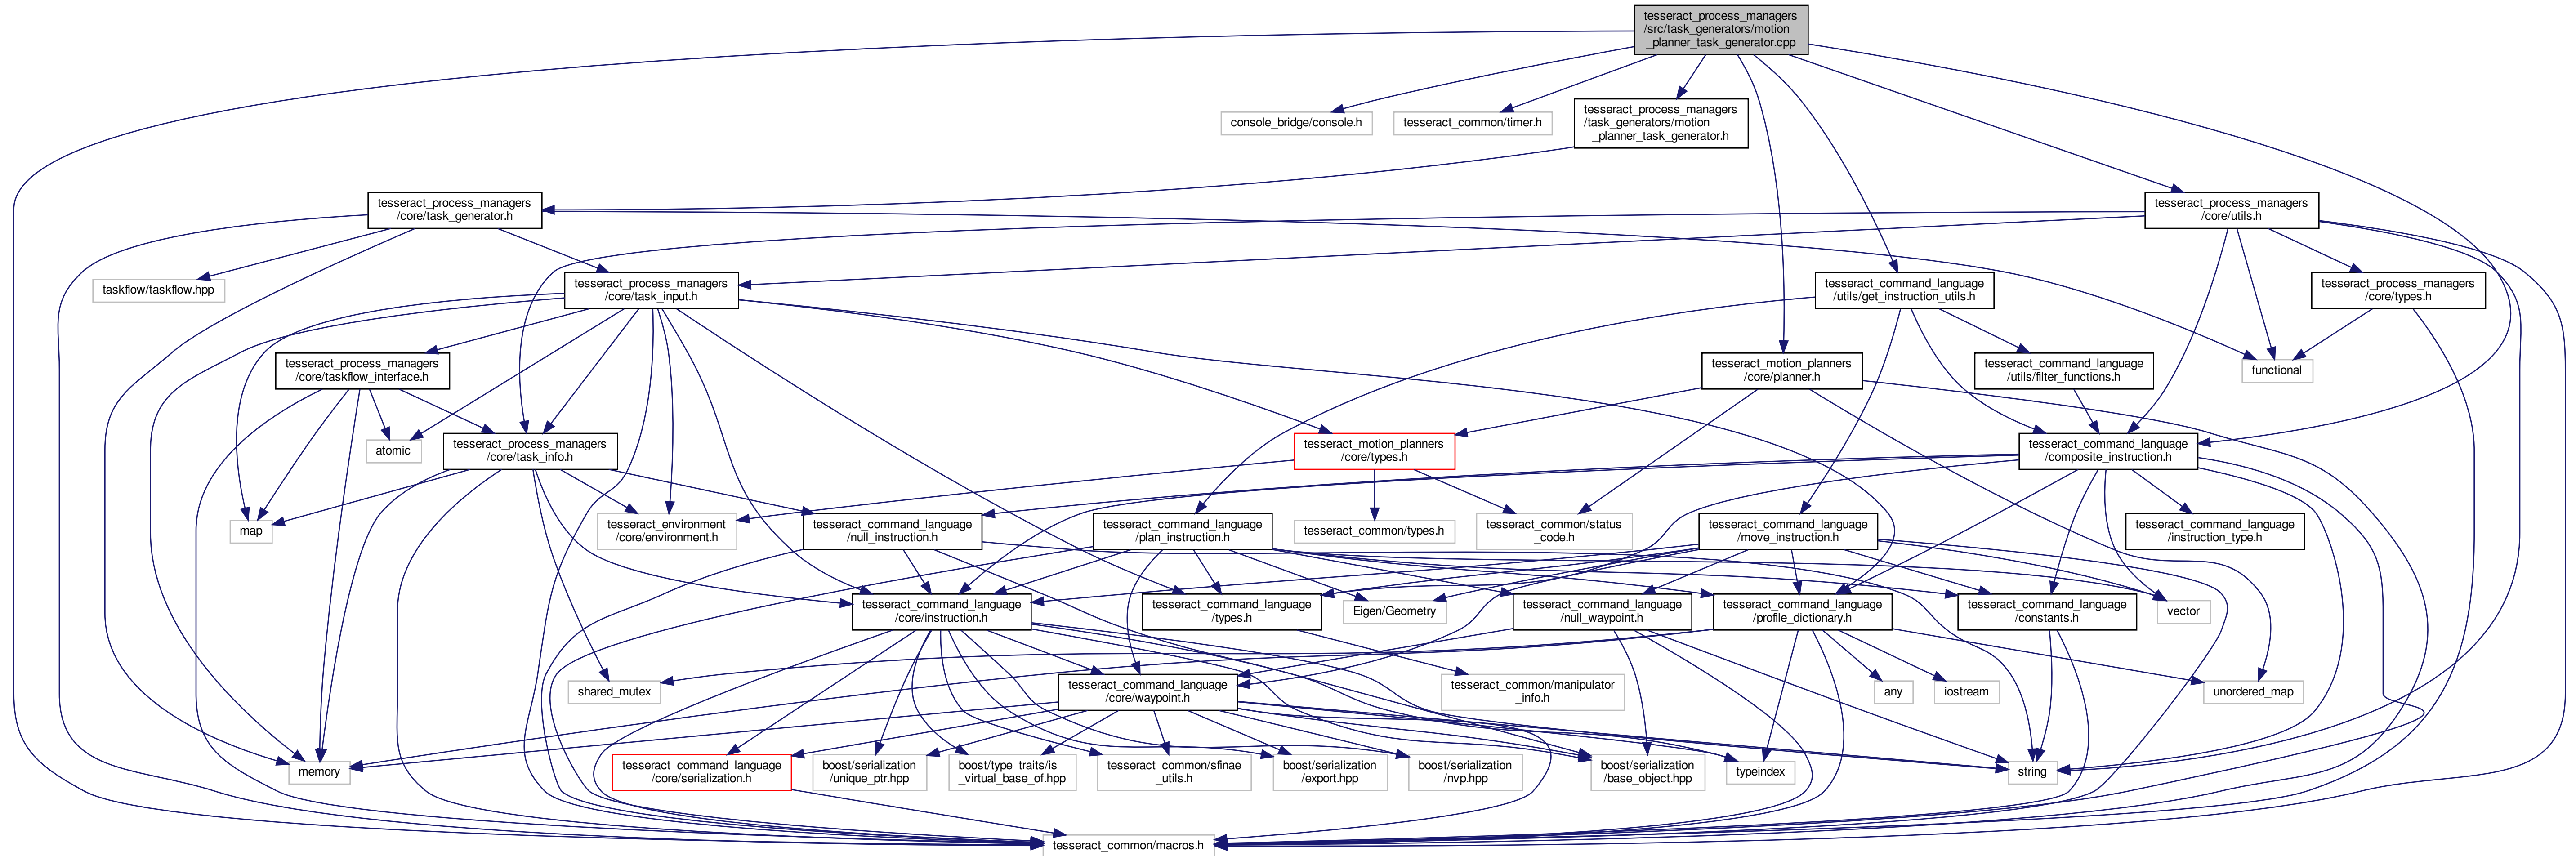 tesseract_process_managers
/src/task_generators/motion
_planner_task_generator.cpp
console_bridge/console.h
tesseract_common/timer.h
tesseract_process_managers
/task_generators/motion
_planner_task_generator.h
tesseract_process_managers
/core/task_generator.h
tesseract_process_managers
/core/utils.h
taskflow/taskflow.hpp
tesseract_process_managers
/core/task_input.h
tesseract_command_language
/utils/get_instruction_utils.h
tesseract_process_managers
/core/types.h
tesseract_process_managers
/core/taskflow_interface.h
tesseract_motion_planners
/core/planner.h
tesseract_command_language
/utils/filter_functions.h
functional
atomic
tesseract_process_managers
/core/task_info.h
tesseract_motion_planners
/core/types.h
tesseract_command_language
/composite_instruction.h
map
tesseract_environment
/core/environment.h
tesseract_command_language
/null_instruction.h
tesseract_command_language
/plan_instruction.h
tesseract_common/types.h
tesseract_common/status
_code.h
tesseract_command_language
/move_instruction.h
tesseract_command_language
/instruction_type.h
tesseract_command_language
/core/instruction.h
tesseract_command_language
/types.h
Eigen/Geometry
tesseract_command_language
/null_waypoint.h
tesseract_command_language
/profile_dictionary.h
tesseract_command_language
/constants.h
vector
shared_mutex
tesseract_command_language
/core/waypoint.h
tesseract_common/manipulator
_info.h
any
iostream
unordered_map
memory
tesseract_command_language
/core/serialization.h
boost/serialization
/unique_ptr.hpp
boost/type_traits/is
_virtual_base_of.hpp
tesseract_common/sfinae
_utils.h
boost/serialization
/export.hpp
boost/serialization
/nvp.hpp
boost/serialization
/base_object.hpp
typeindex
string
tesseract_common/macros.h